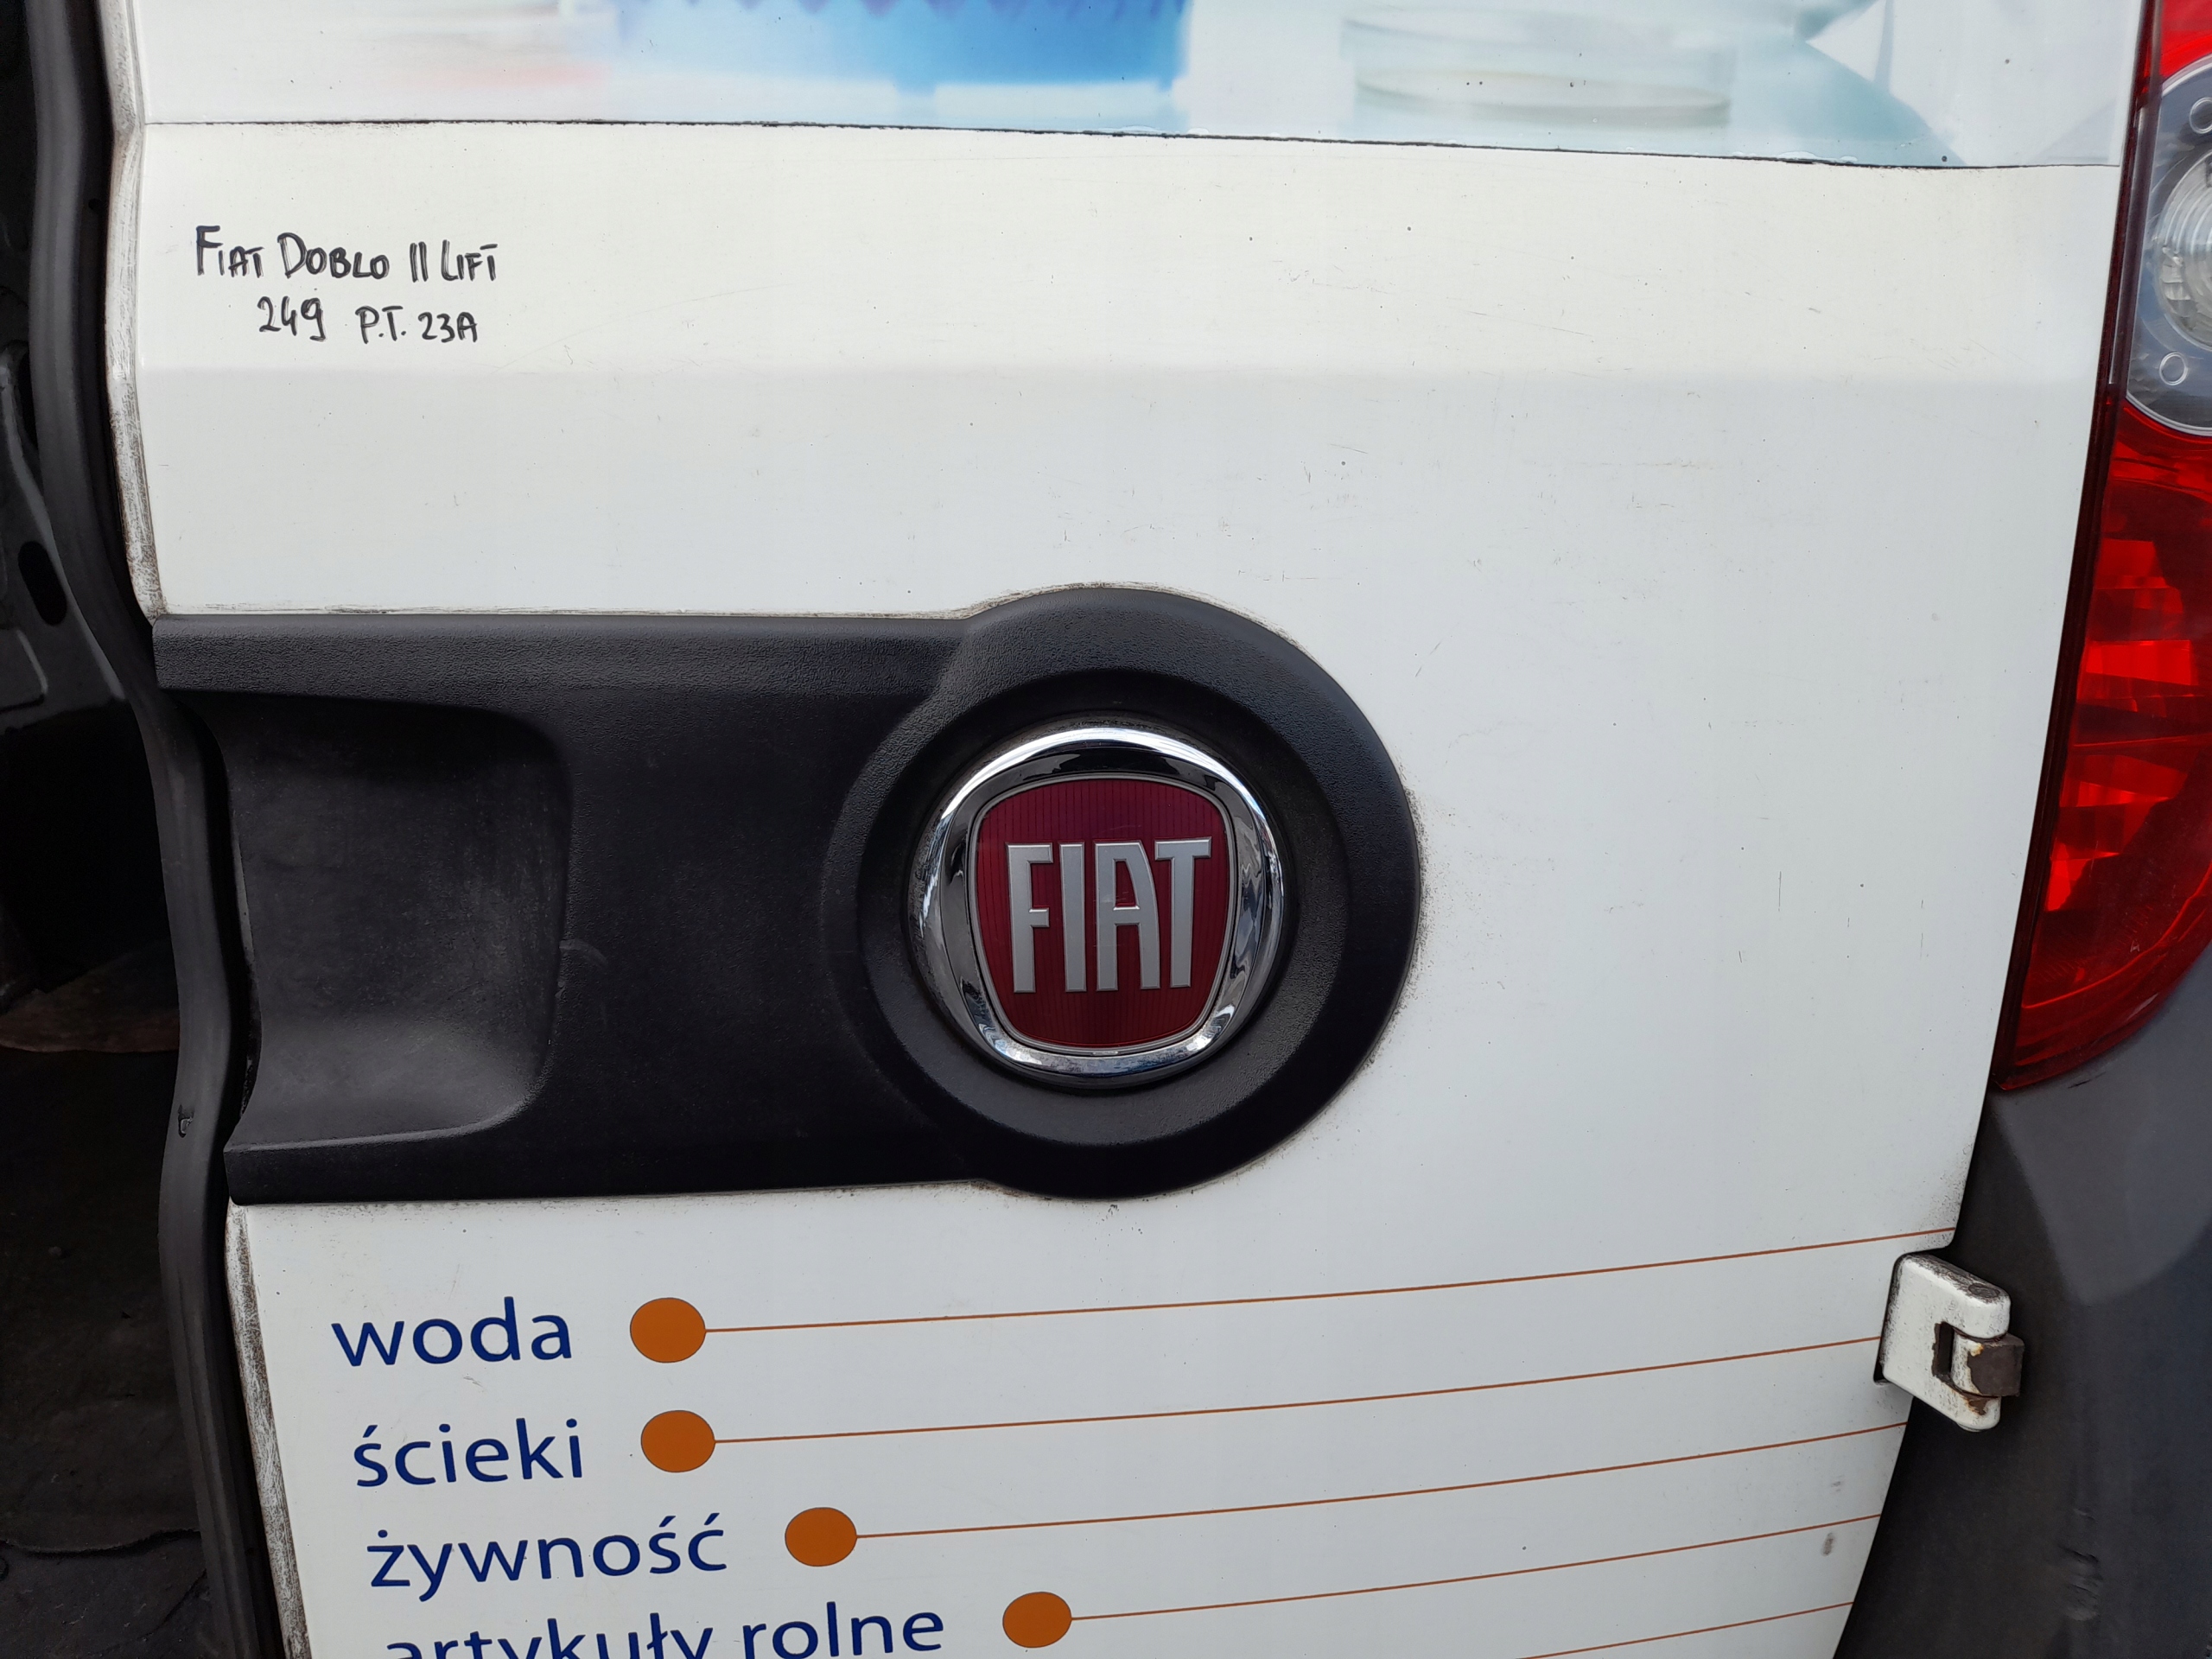 FIAT DOBLO II LIFT
249 P.T. 23A
FIAT
woda
ścieki
żywność
artykuły rolne